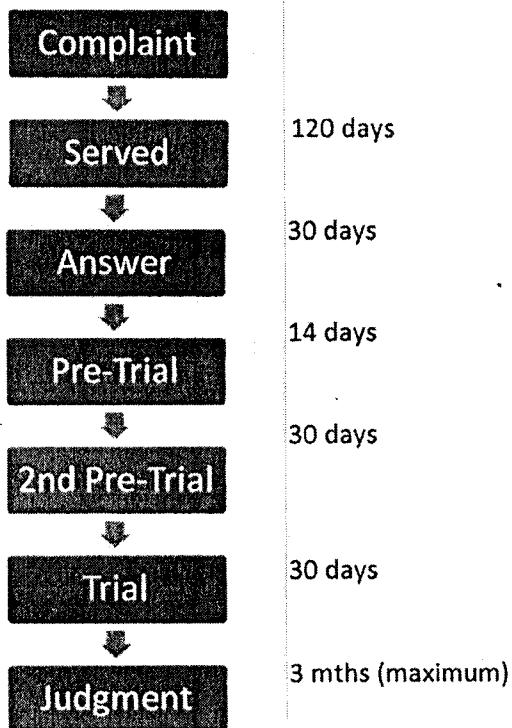 Complaint
120 days
Served
30 days
Answer
14 days
Pre-Trial
30 days
2nd Pre-Trial
30 days
Trial
3 mths (maximum)
Judgment